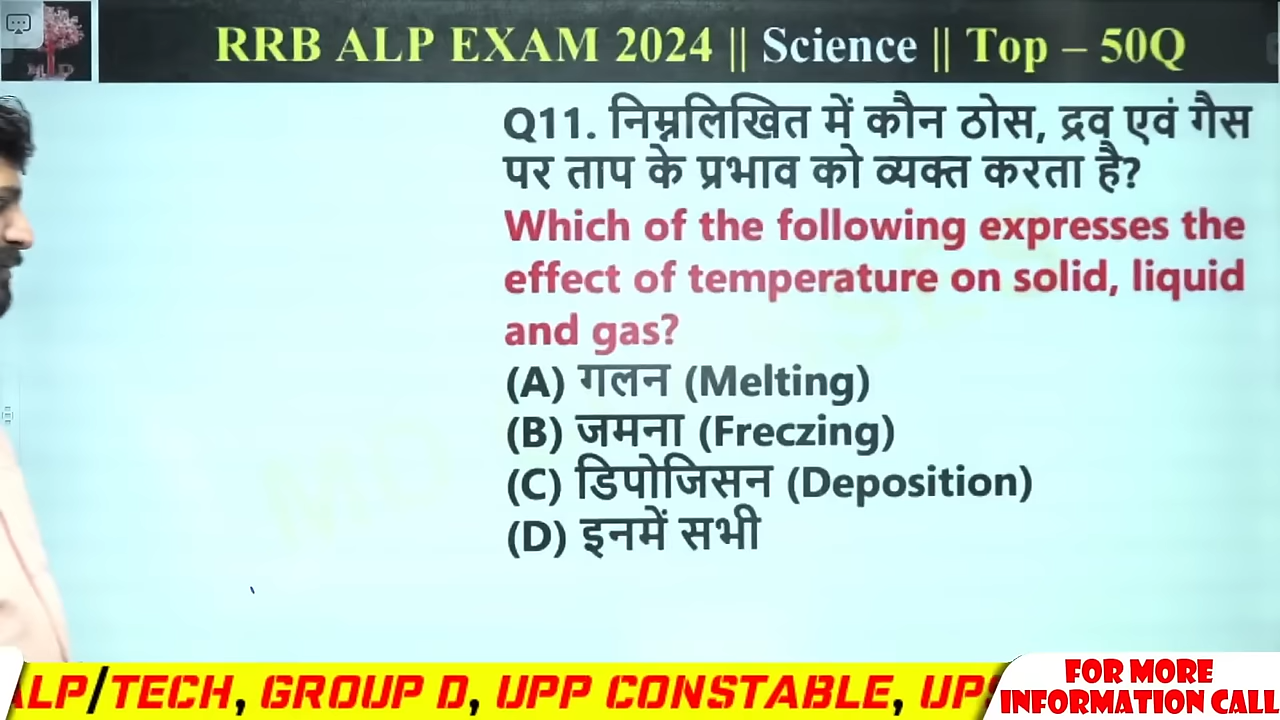 RRB ALP EXAM 2024 || Science || Top – 50Q
Q11. निम्नलिखित में कौन ठोस, द्रव एवं गैस
पर ताप के प्रभाव को व्यक्त करता है?
Which of the following expresses the
effect of temperature on solid, liquid
and gas?
(A) गलन (Melting)
(B) जमना (Freczing)
(C) डिपोजिसन (Deposition)
(D) इनमें सभी
ALP/TECH, GROUP D, UPP CONSTABLE, UP
FOR MORE
INFORMATION CALL